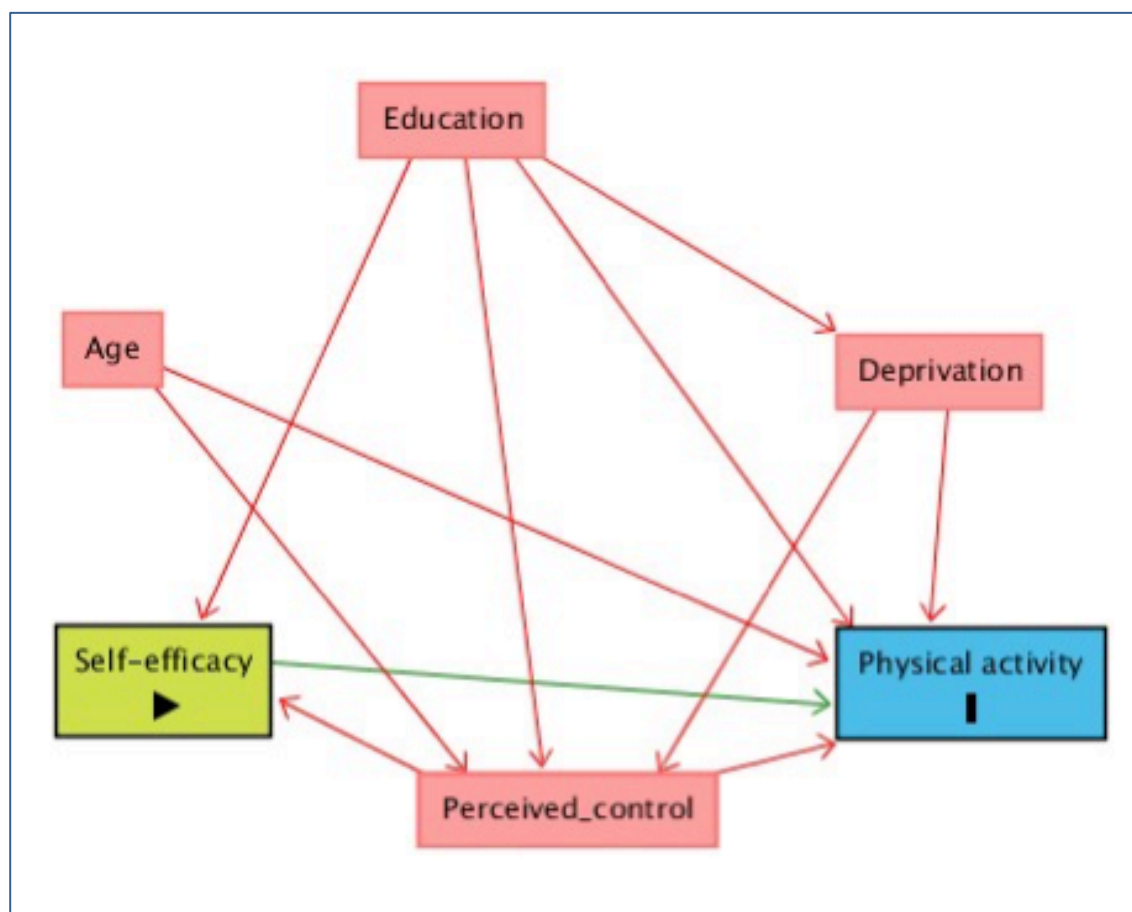 Education
Age
Deprivation
Self-efficacy
Physical activity
Perceived_control